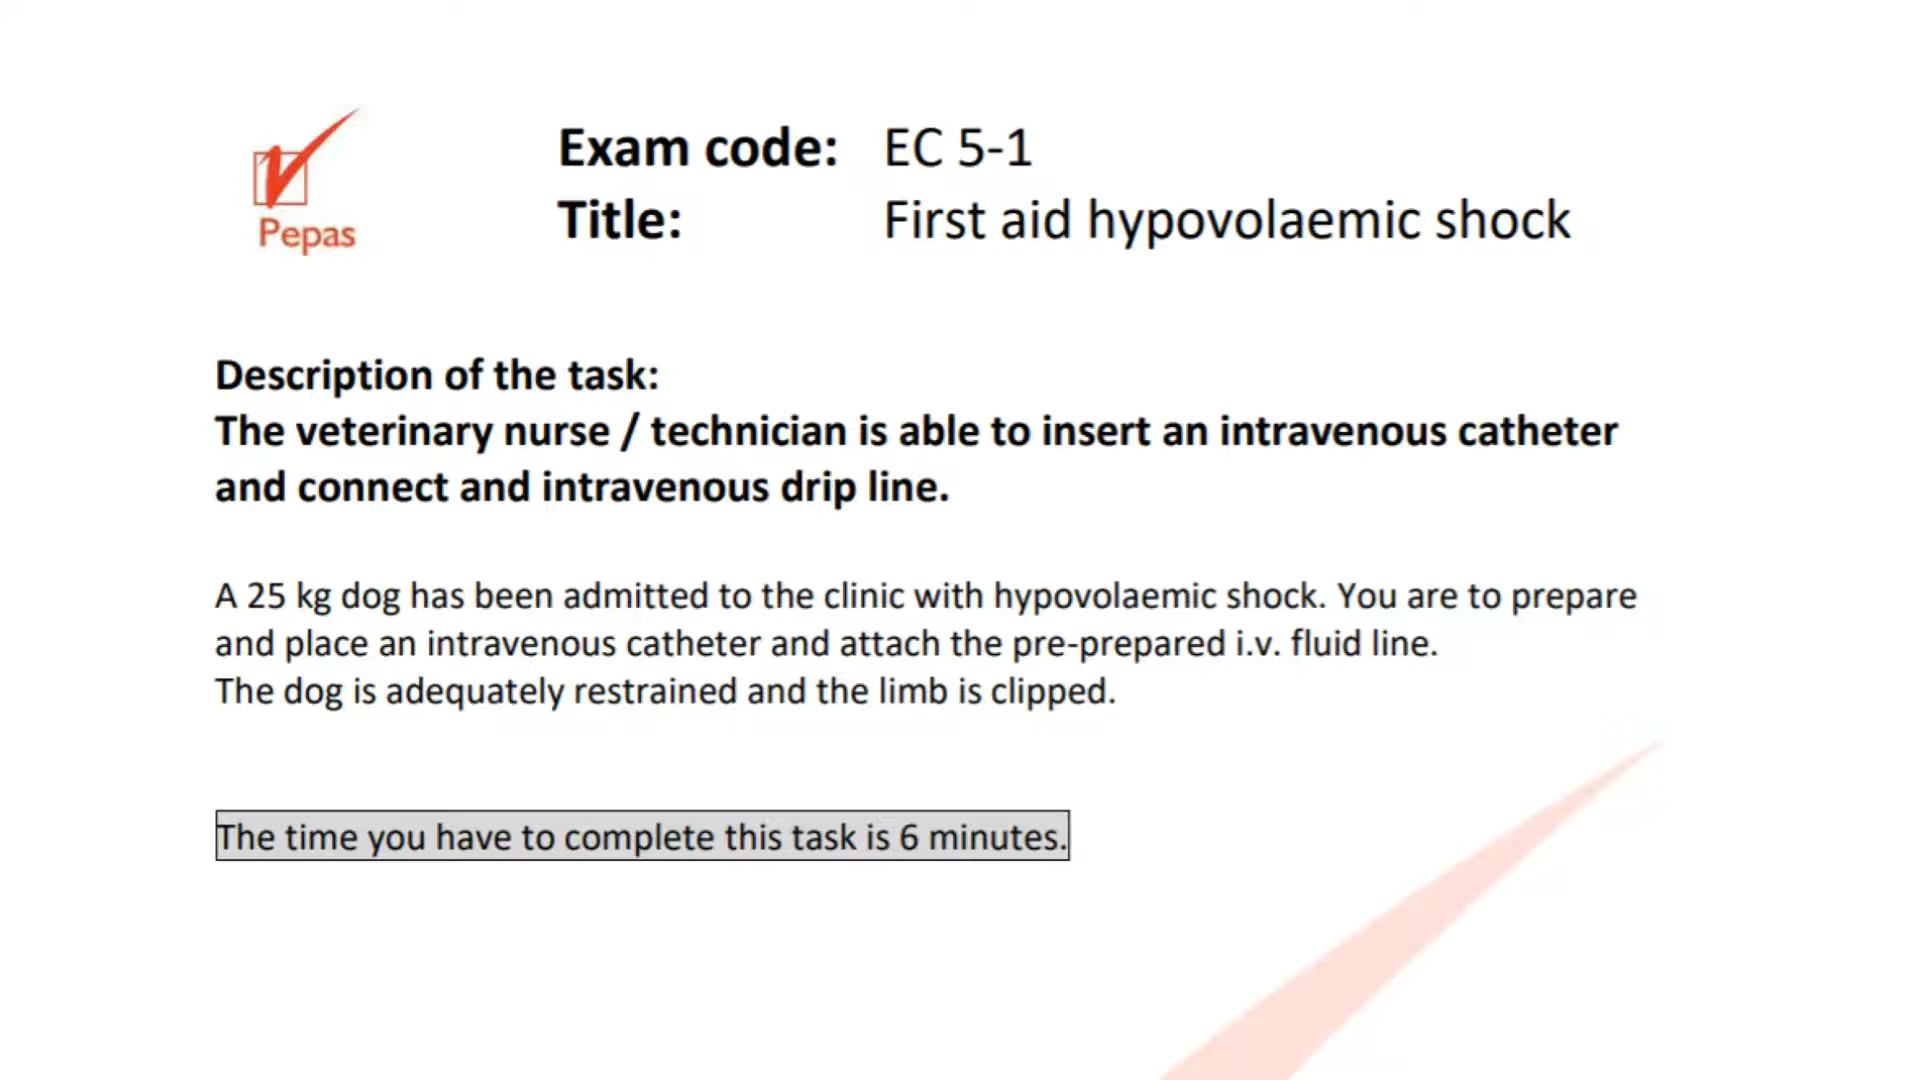 Pepas
Exam code: EC 5-1
Title: First aid hypovolaemic shock
Description of the task:
The veterinary nurse / technician is able to insert an intravenous catheter
and connect and intravenous drip line.
A 25 kg dog has been admitted to the clinic with hypovolaemic shock. You are to prepare
and place an intravenous catheter and attach the pre-prepared i.v. fluid line.
The dog is adequately restrained and the limb is clipped.
The time you have to complete this task is 6 minutes.